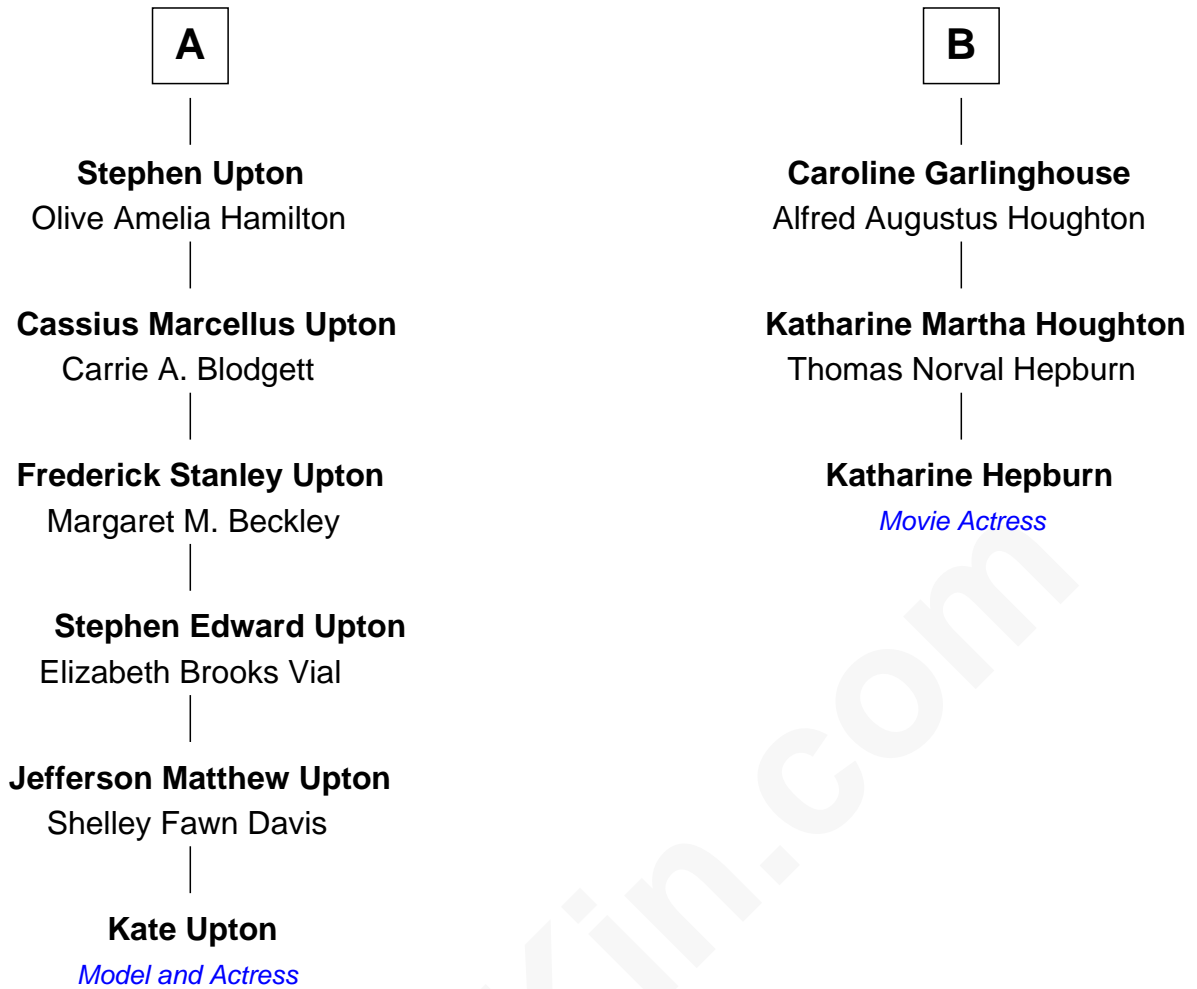 A
Stephen Upton
Olive Amelia Hamilton
Cassius Marcellus Upton
Carrie A. Blodgett
Frederick Stanley Upton
Margaret M. Beckley
Stephen Edward Upton
Elizabeth Brooks Vial
Jefferson Matthew Upton
Shelley Fawn Davis
Kate Upton
Model and Actress
B
Caroline Garlinghouse
Alfred Augustus Houghton
Katharine Martha Houghton
Thomas Norval Hepburn
Katharine Hepburn
Movie Actress
Kin.com